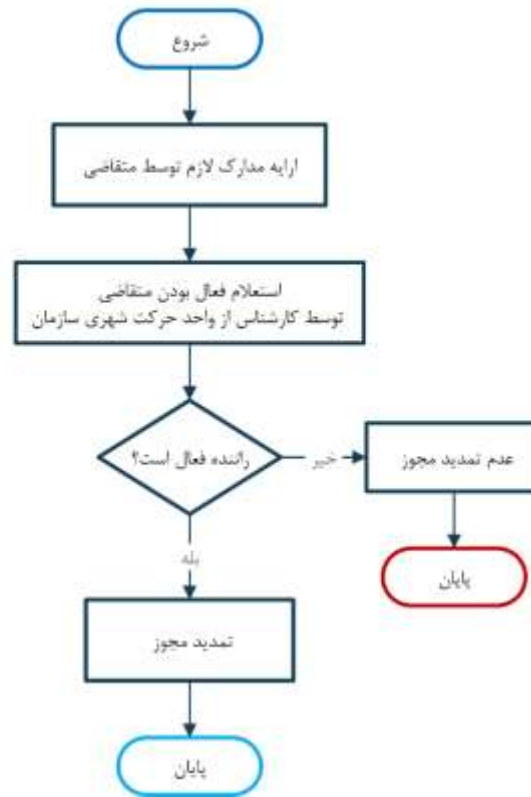 شروع
ارایه مدارک لازم توسط متقاضی
استعلام فعال بودن متقاضی
توسط کارشناس از واحد حرکت شهری سازمان
راننده فعال است؟
خیر
عدم تمدید مجوز
پایان
بله
تمدید مجوز
پایان